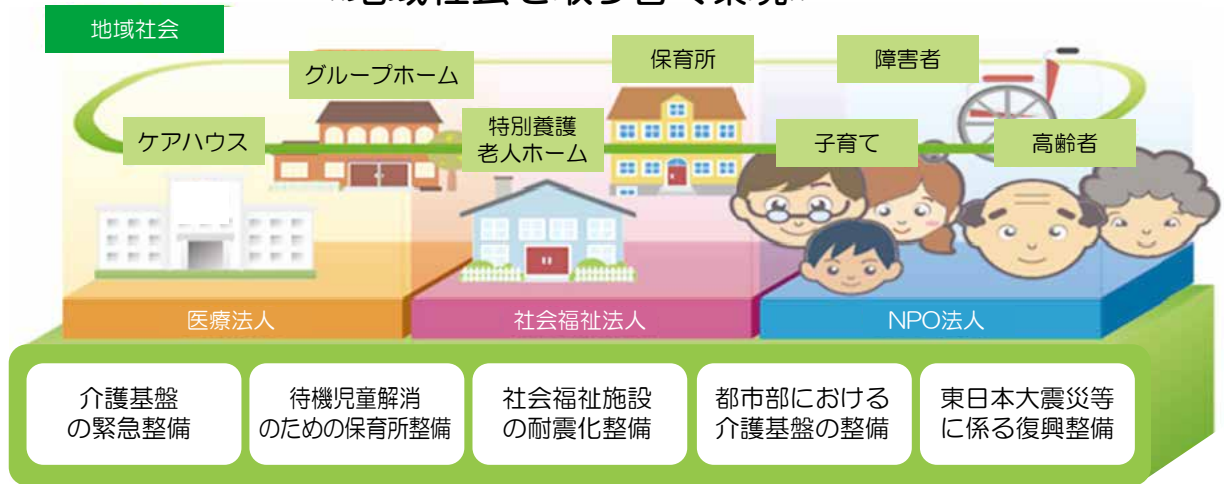 地域社会
グループホーム
保育所
障害者
ケアハウス
特別養護
老人ホーム
子育て
高齢者
医療法人
社会福祉法人
NPO法人
介護基盤
の緊急整備
待機児童解消
のための保育所整備
社会福祉施設
の耐震化整備
都市部における
介護基盤の整備
東日本大震災等
に係る復興整備